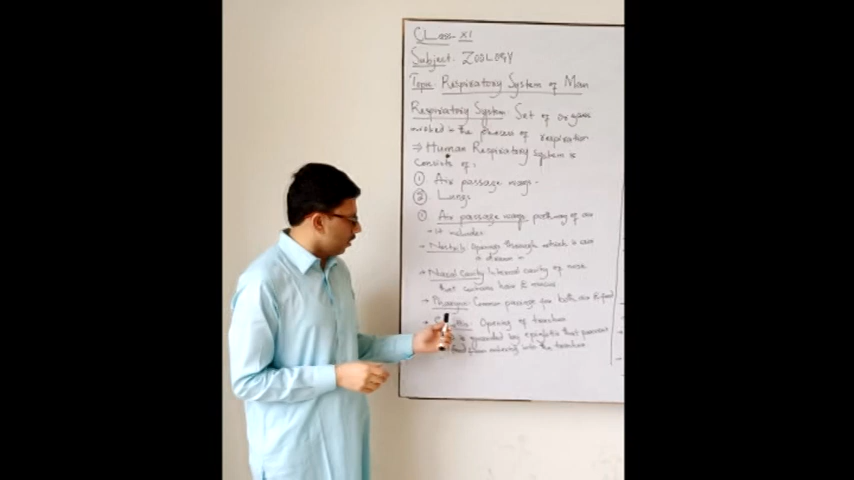 CLass XI
Subject: ZOOLOGY
Topic: Respiratory System of Man
Respiratory System: Set of organs
involved in the process of respiration
⇒ Human Respiratory System is
consists of:
① Air passage ways.
② Lungs
① Air passage ways: pathway of air
→ It includes
→ Nostrils: Openings through which is air
is drawn in
→ Nasal Cavity: Internal cavity of nose
that contains hair & mucus
→ Pharynx: Common passage for both air & food
→ Opening of trachea
is guarded by epiglottis that prevent
food from entering into the trachea